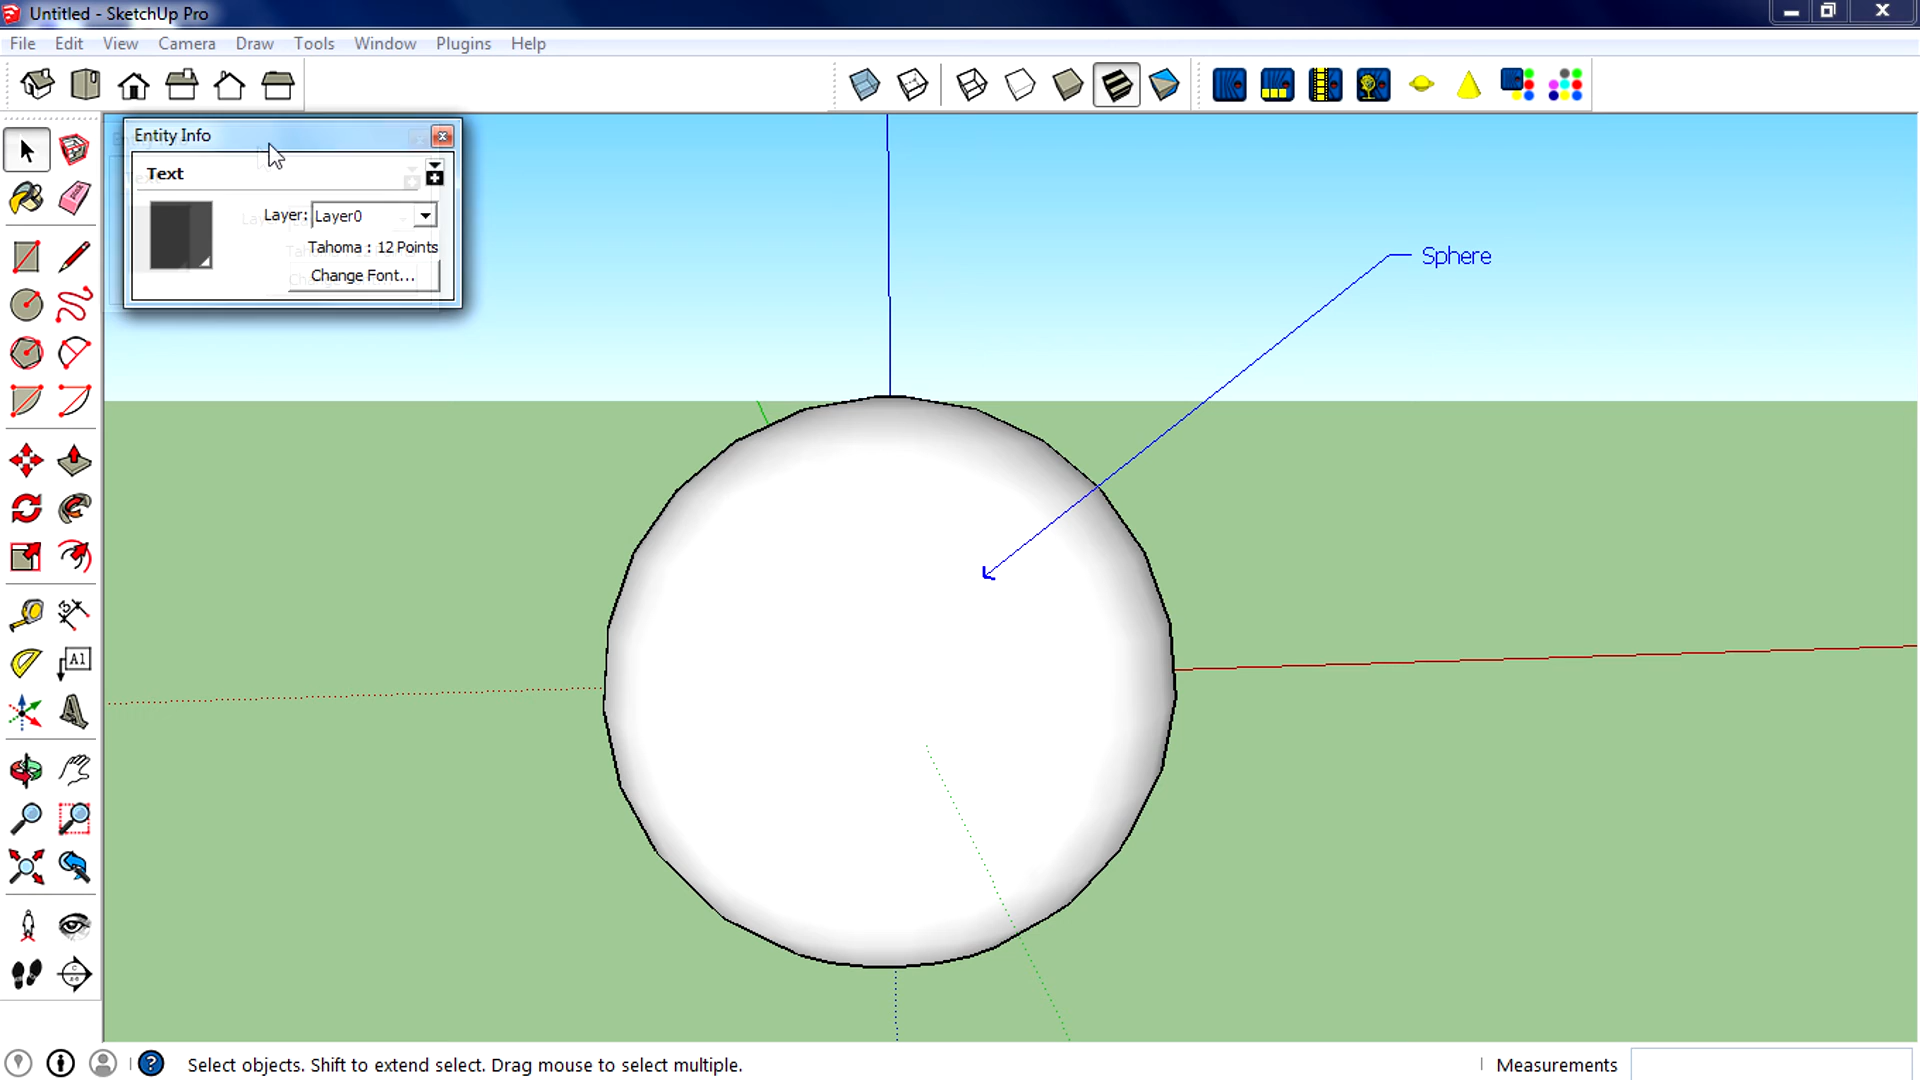 Untitled - SketchUp Pro
File Edit View Camera Draw Tools Window Plugins Help
Entity Info
Text
Layer: Layer0
Tahoma : 12 Points
Change Font...
Sphere
A1
Select objects. Shift to extend select. Drag mouse to select multiple.
Measurements